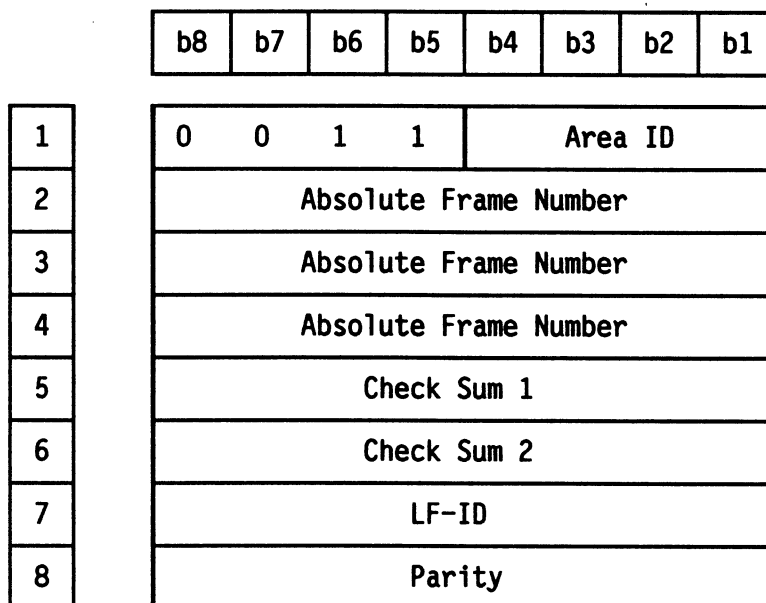 b8 b7 b6 b5 b4 b3 b2 b1
1 0 0 1 1 Area ID
2 Absolute Frame Number
3 Absolute Frame Number
4 Absolute Frame Number
5 Check Sum 1
6 Check Sum 2
7 LF-ID
8 Parity